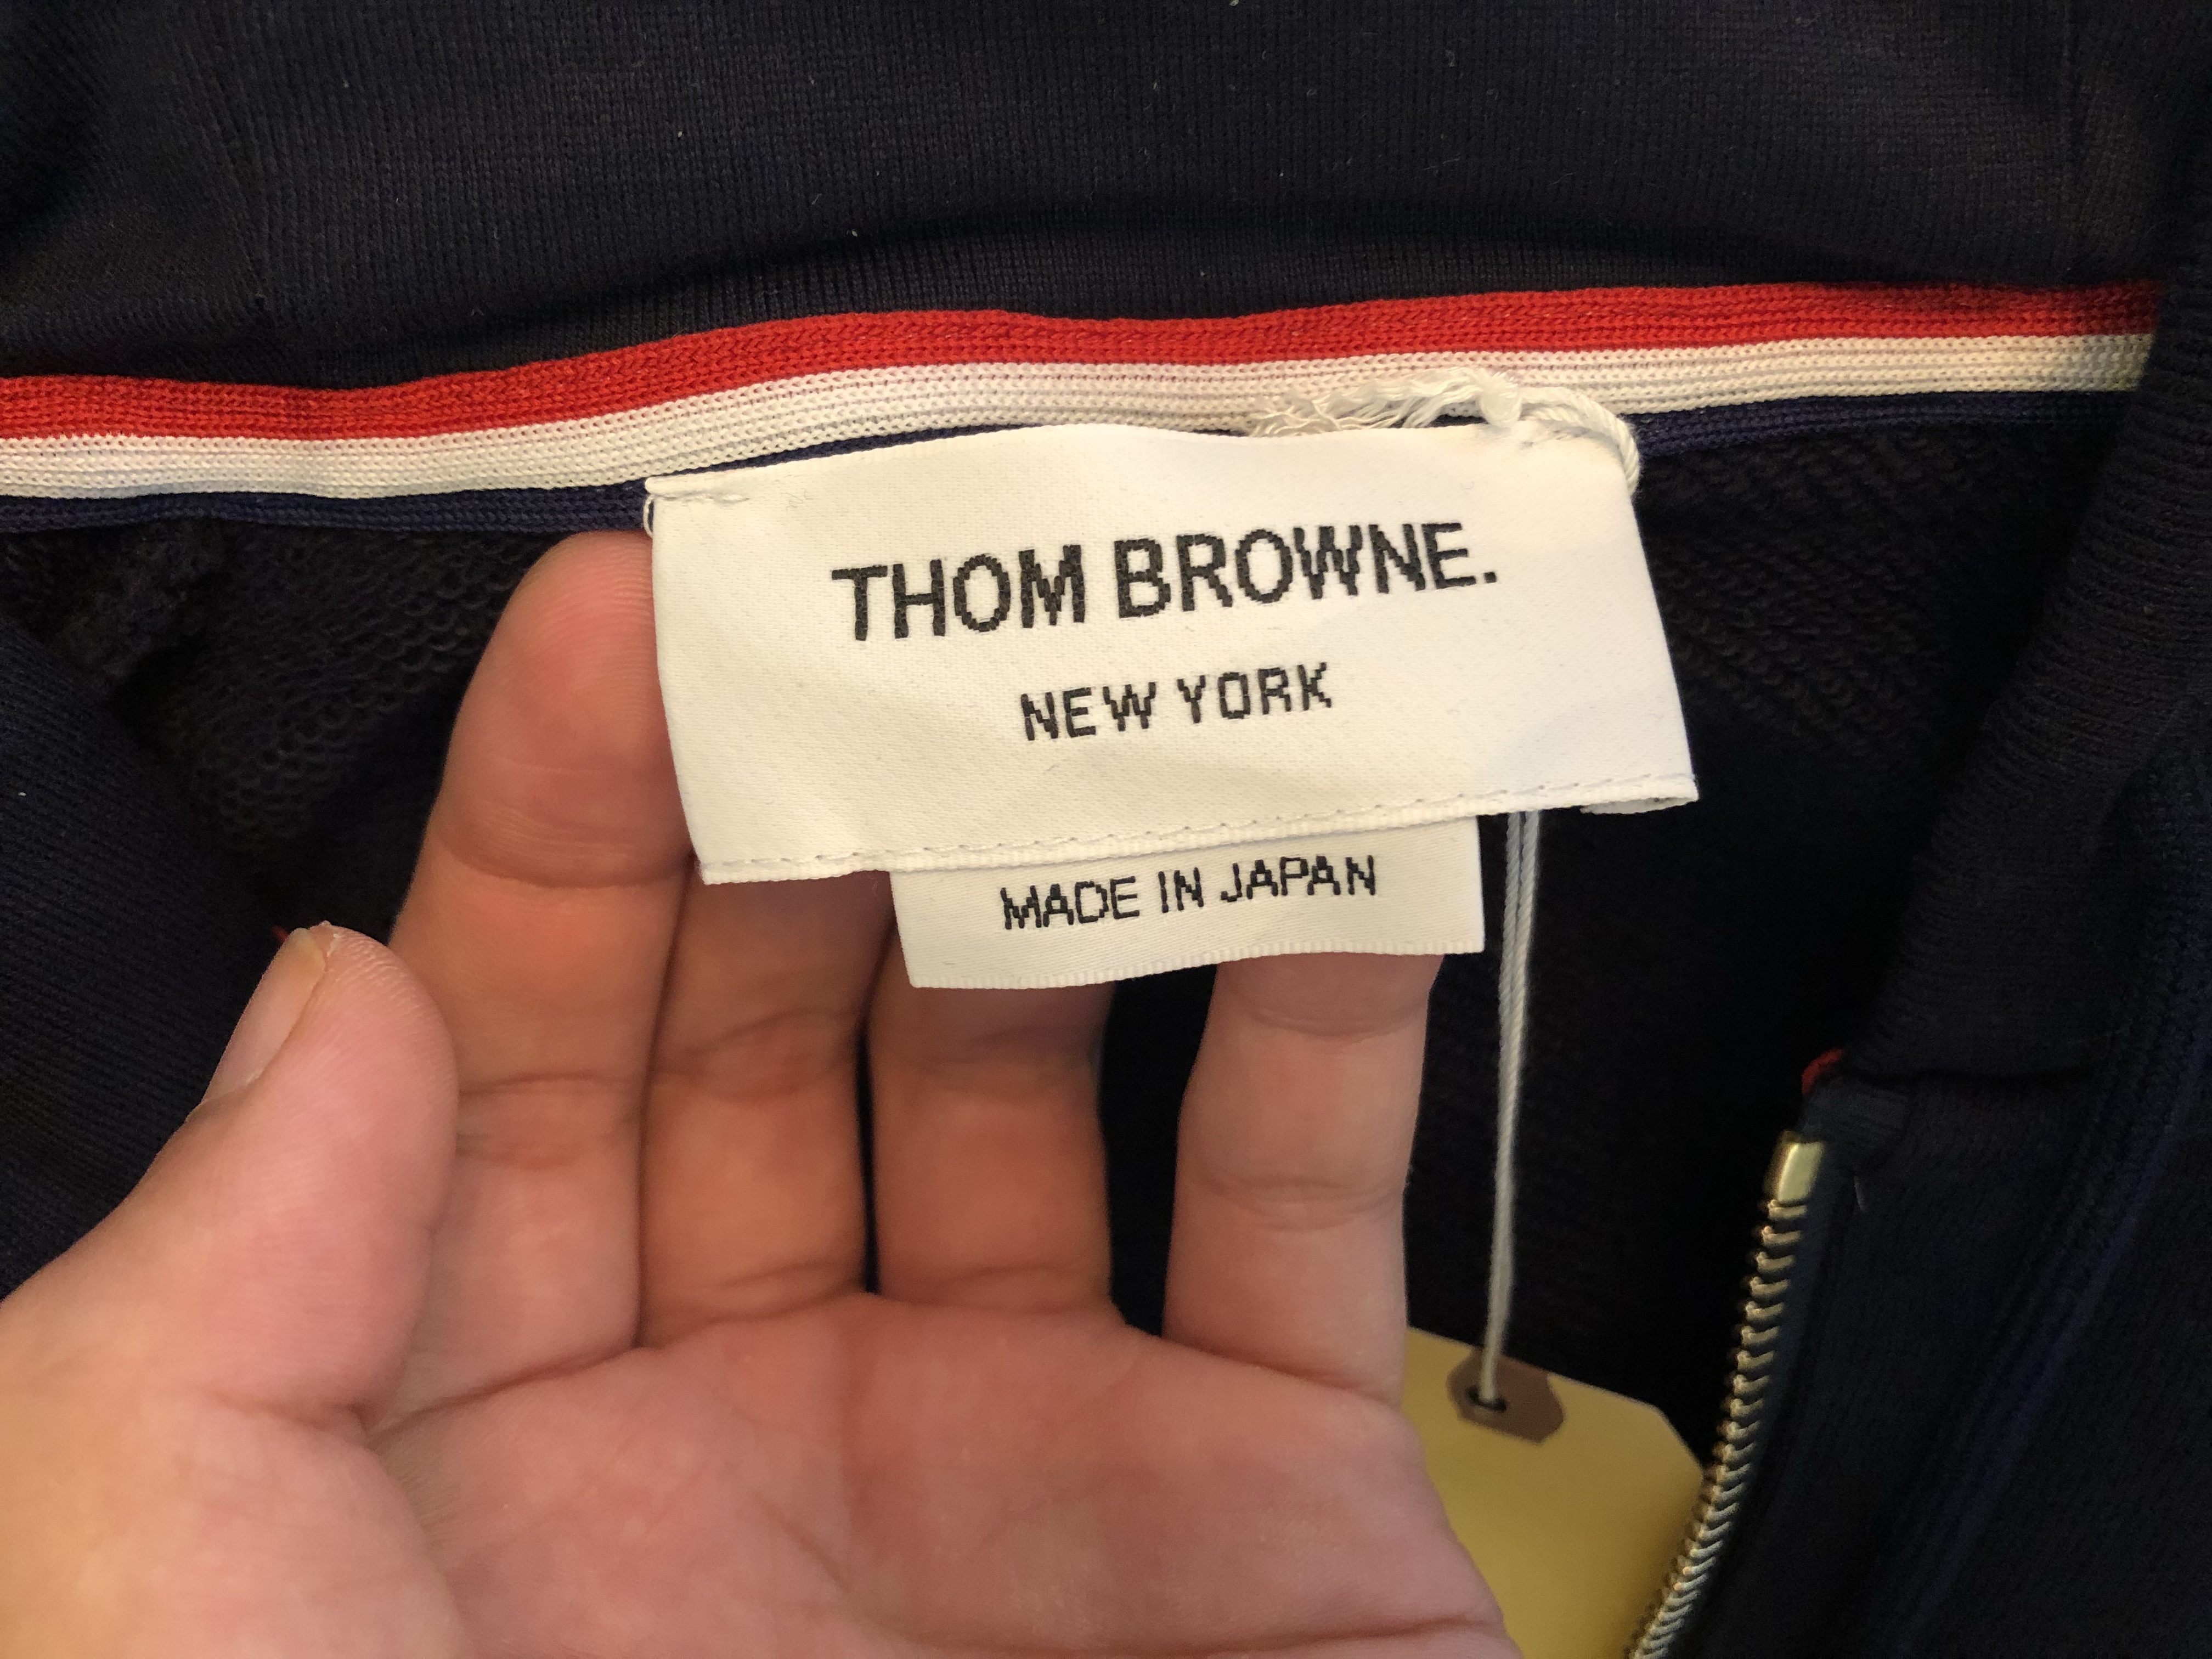 THOM BROWNE.
NEW YORK
MADE IN JAPAN